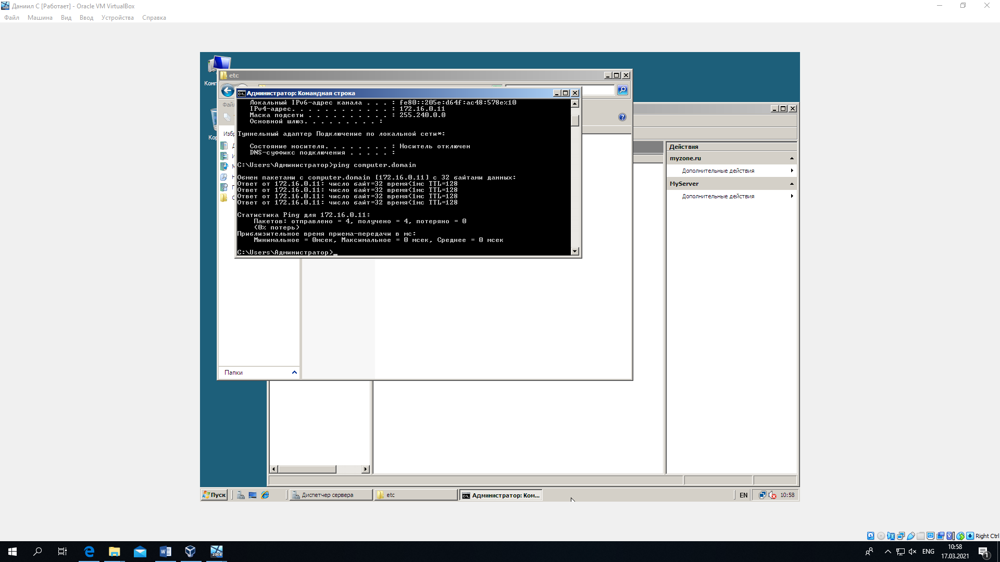 Даниил С [Работает] - Oracle VM VirtualBox
Файл Машина Вид Ввод Устройства Справка
etc
Администратор: Командная строка
Локальный IPv6-адрес канала . . . : fe80::205e:d64f:ac48:578e%10
IPv4-адрес. . . . . . . . . . . . : 172.16.0.11
Маска подсети . . . . . . . . . . : 255.240.0.0
Основной шлюз. . . . . . . . . :
Туннельный адаптер Подключение по локальной сети*:
Состояние носителя. . . . . . . . : Носитель отключен
DNS-суффикс подключения . . . . . :
C:\Users\Администратор>ping computer.domain
Обмен пакетами с computer.domain [172.16.0.11] с 32 байтами данных:
Ответ от 172.16.0.11: число байт=32 время<1мс TTL=128
Ответ от 172.16.0.11: число байт=32 время<1мс TTL=128
Ответ от 172.16.0.11: число байт=32 время<1мс TTL=128
Ответ от 172.16.0.11: число байт=32 время<1мс TTL=128
Статистика Ping для 172.16.0.11:
Пакетов: отправлено = 4, получено = 4, потеряно = 0
(0% потерь)
Приблизительное время приема-передачи в мс:
Минимальное = 0мсек, Максимальное = 0 мсек, Среднее = 0 мсек
C:\Users\Администратор>_
Папки
Действия
myzone.ru
Дополнительные действия
MyServer
Дополнительные действия
Пуск
Диспетчер сервера
etc
Администратор: Ком...
EN
10:58
Right Ctrl
2008
ENG
10:58
17.03.2021
1